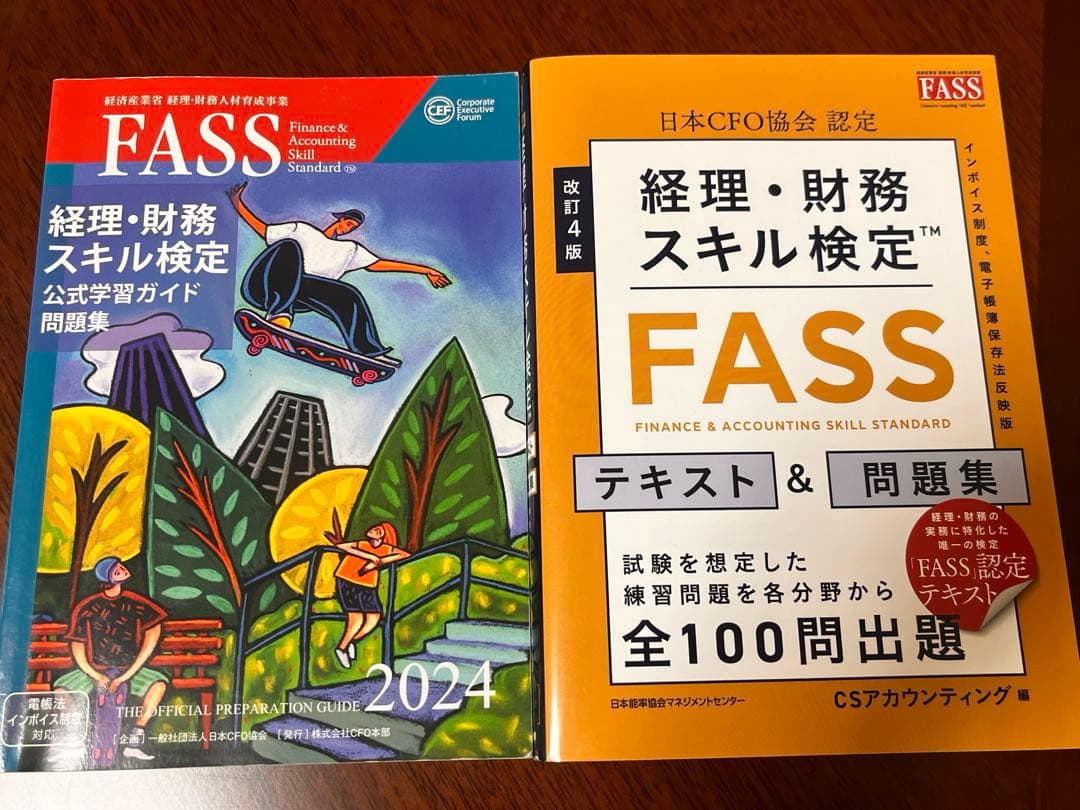 経済産業省 経理・財務人材育成事業
FASS
Finance &
Accounting
Skill
Standard TM
CEF
Corporate
Executive
Forum
経理・財務
スキル検定
公式学習ガイド
問題集
2024
THE OFFICIAL PREPARATION GUIDE
電帳法
インボイス制度
対応
[企画]一般社団法人日本CFO協会 [発行]株式会社CFO本部
FASS
日本CFO協会 認定
改訂4版
経理・財務
スキル検定™
インボイス制度、電子帳簿保存法反映版
FASS
FINANCE & ACCOUNTING SKILL STANDARD
テキスト & 問題集
経理・財務の
実務に特化した
唯一の検定
「FASS」認定
テキスト
試験を想定した
練習問題を各分野から
全100問出題
日本能率協会マネジメントセンター
CSアカウンティング 編